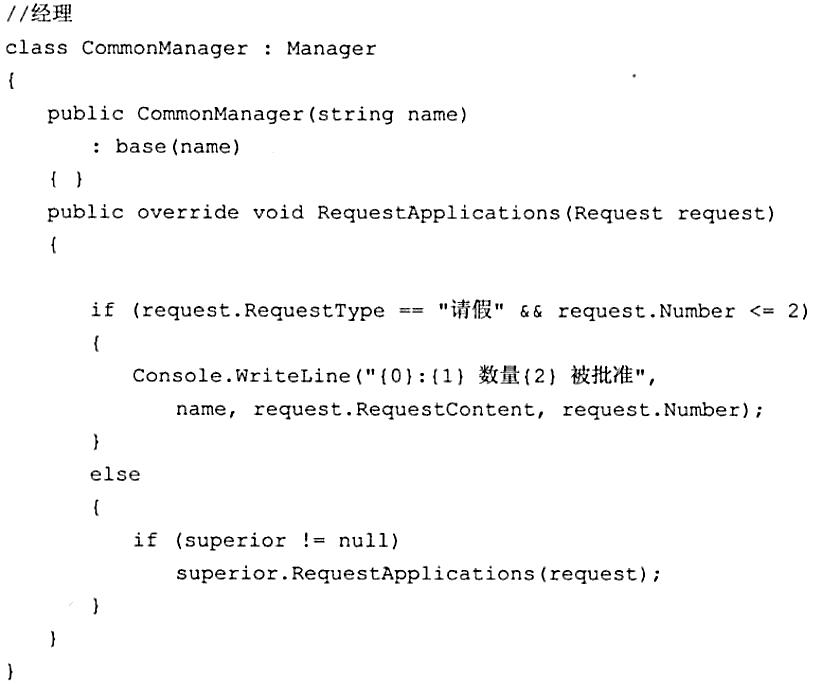 //经理
class CommonManager : Manager
{
    public CommonManager(string name)
        : base(name)
    { }
    public override void RequestApplications(Request request)
    {

        if (request.RequestType == "请假" && request.Number <= 2)
        {
            Console.WriteLine("{0}:{1} 数量{2} 被批准",
                name, request.RequestContent, request.Number);
        }
        else
        {
            if (superior != null)
                superior.RequestApplications(request);
        }
    }
}